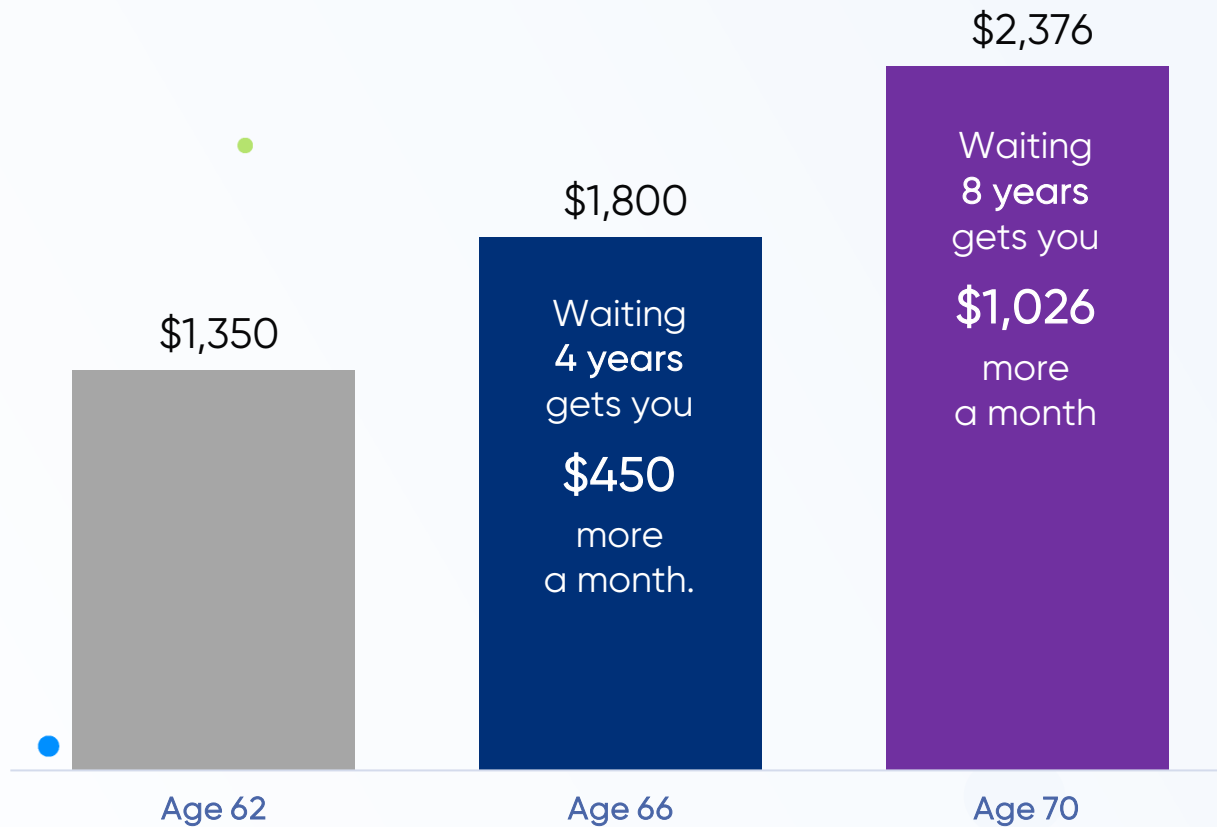 $1,350
Age 62
$1,800
Waiting
4 years
gets you
$450
more
a month.
Age 66
$2,376
Waiting
8 years
gets you
$1,026
more
a month
Age 70